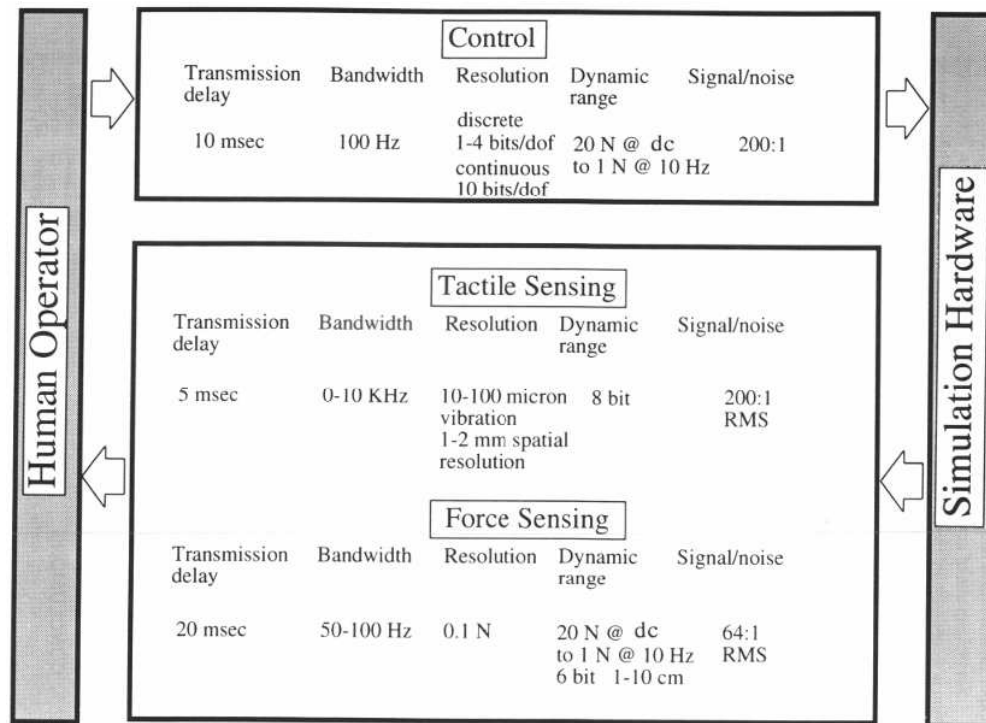 Human Operator
Control
Transmission delay
Bandwidth
Resolution
Dynamic range
Signal/noise
10 msec
100 Hz
discrete
1-4 bits/dof
continuous
10 bits/dof
20 N @ dc
to 1 N @ 10 Hz
200:1
Tactile Sensing
Transmission delay
Bandwidth
Resolution
Dynamic range
Signal/noise
5 msec
0-10 KHz
10-100 micron
vibration
1-2 mm spatial
resolution
8 bit
200:1
RMS
Force Sensing
Transmission delay
Bandwidth
Resolution
Dynamic range
Signal/noise
20 msec
50-100 Hz
0.1 N
20 N @ dc
to 1 N @ 10 Hz
6 bit 1-10 cm
64:1
RMS
Simulation Hardware